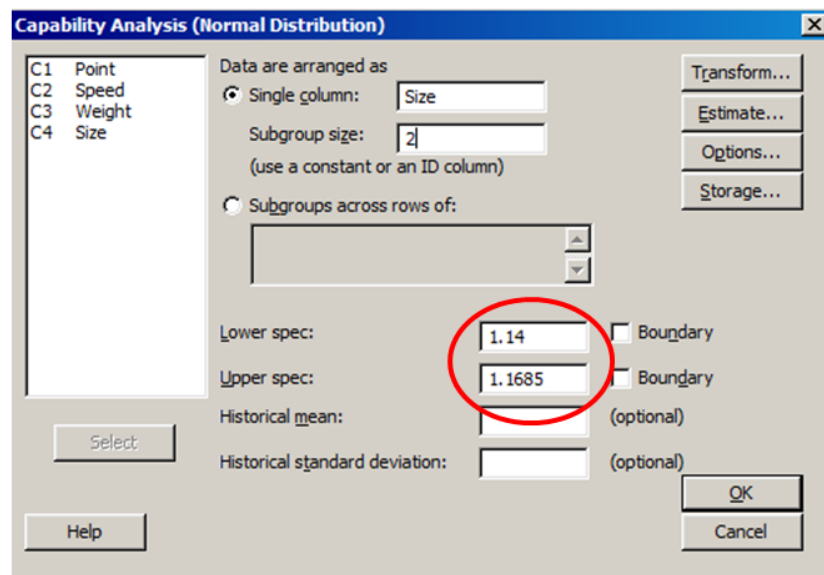 Capability Analysis (Normal Distribution)
C1 Point
C2 Speed
C3 Weight
C4 Size
Data are arranged as
Single column: Size
Subgroup size: 2
(use a constant or an ID column)
Subgroups across rows of:
Transform...
Estimate...
Options...
Storage...
Lower spec: 1.14 Boundary
Upper spec: 1.1685 Boundary
Historical mean: (optional)
Historical standard deviation: (optional)
Select
Help
OK
Cancel